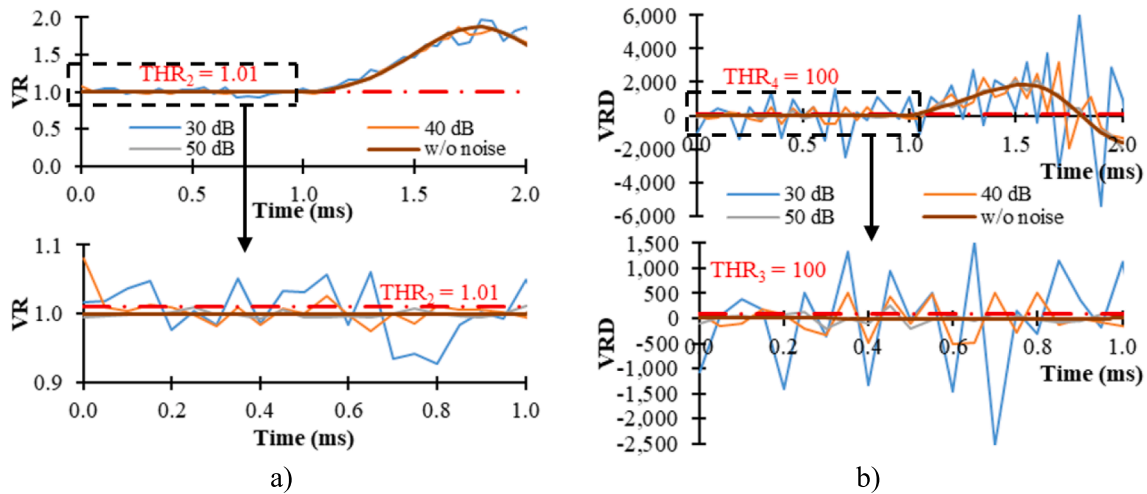 2.0
1.5
1.0
0.5
0.0
VR
THR2 = 1.01
30 dB
40 dB
50 dB
w/o noise
0.0 0.5 1.0 1.5 2.0
Time (ms)
1.1
1.0
0.9
VR
THR2 = 1.01
0.0 0.2 0.4 0.6 0.8 1.0
Time (ms)
a)
6,000
4,000
2,000
0
-2,000
-4,000
-6,000
VRD
THR4 = 100
0.0 0.5 1.0 1.5 2.0
Time (ms)
30 dB
40 dB
50 dB
w/o noise
1,500
1,000
500
0
-500
-1,000
-1,500
-2,000
-2,500
VRD
THR3 = 100
0.0 0.2 0.4 0.6 0.8 1.0
Time (ms)
b)